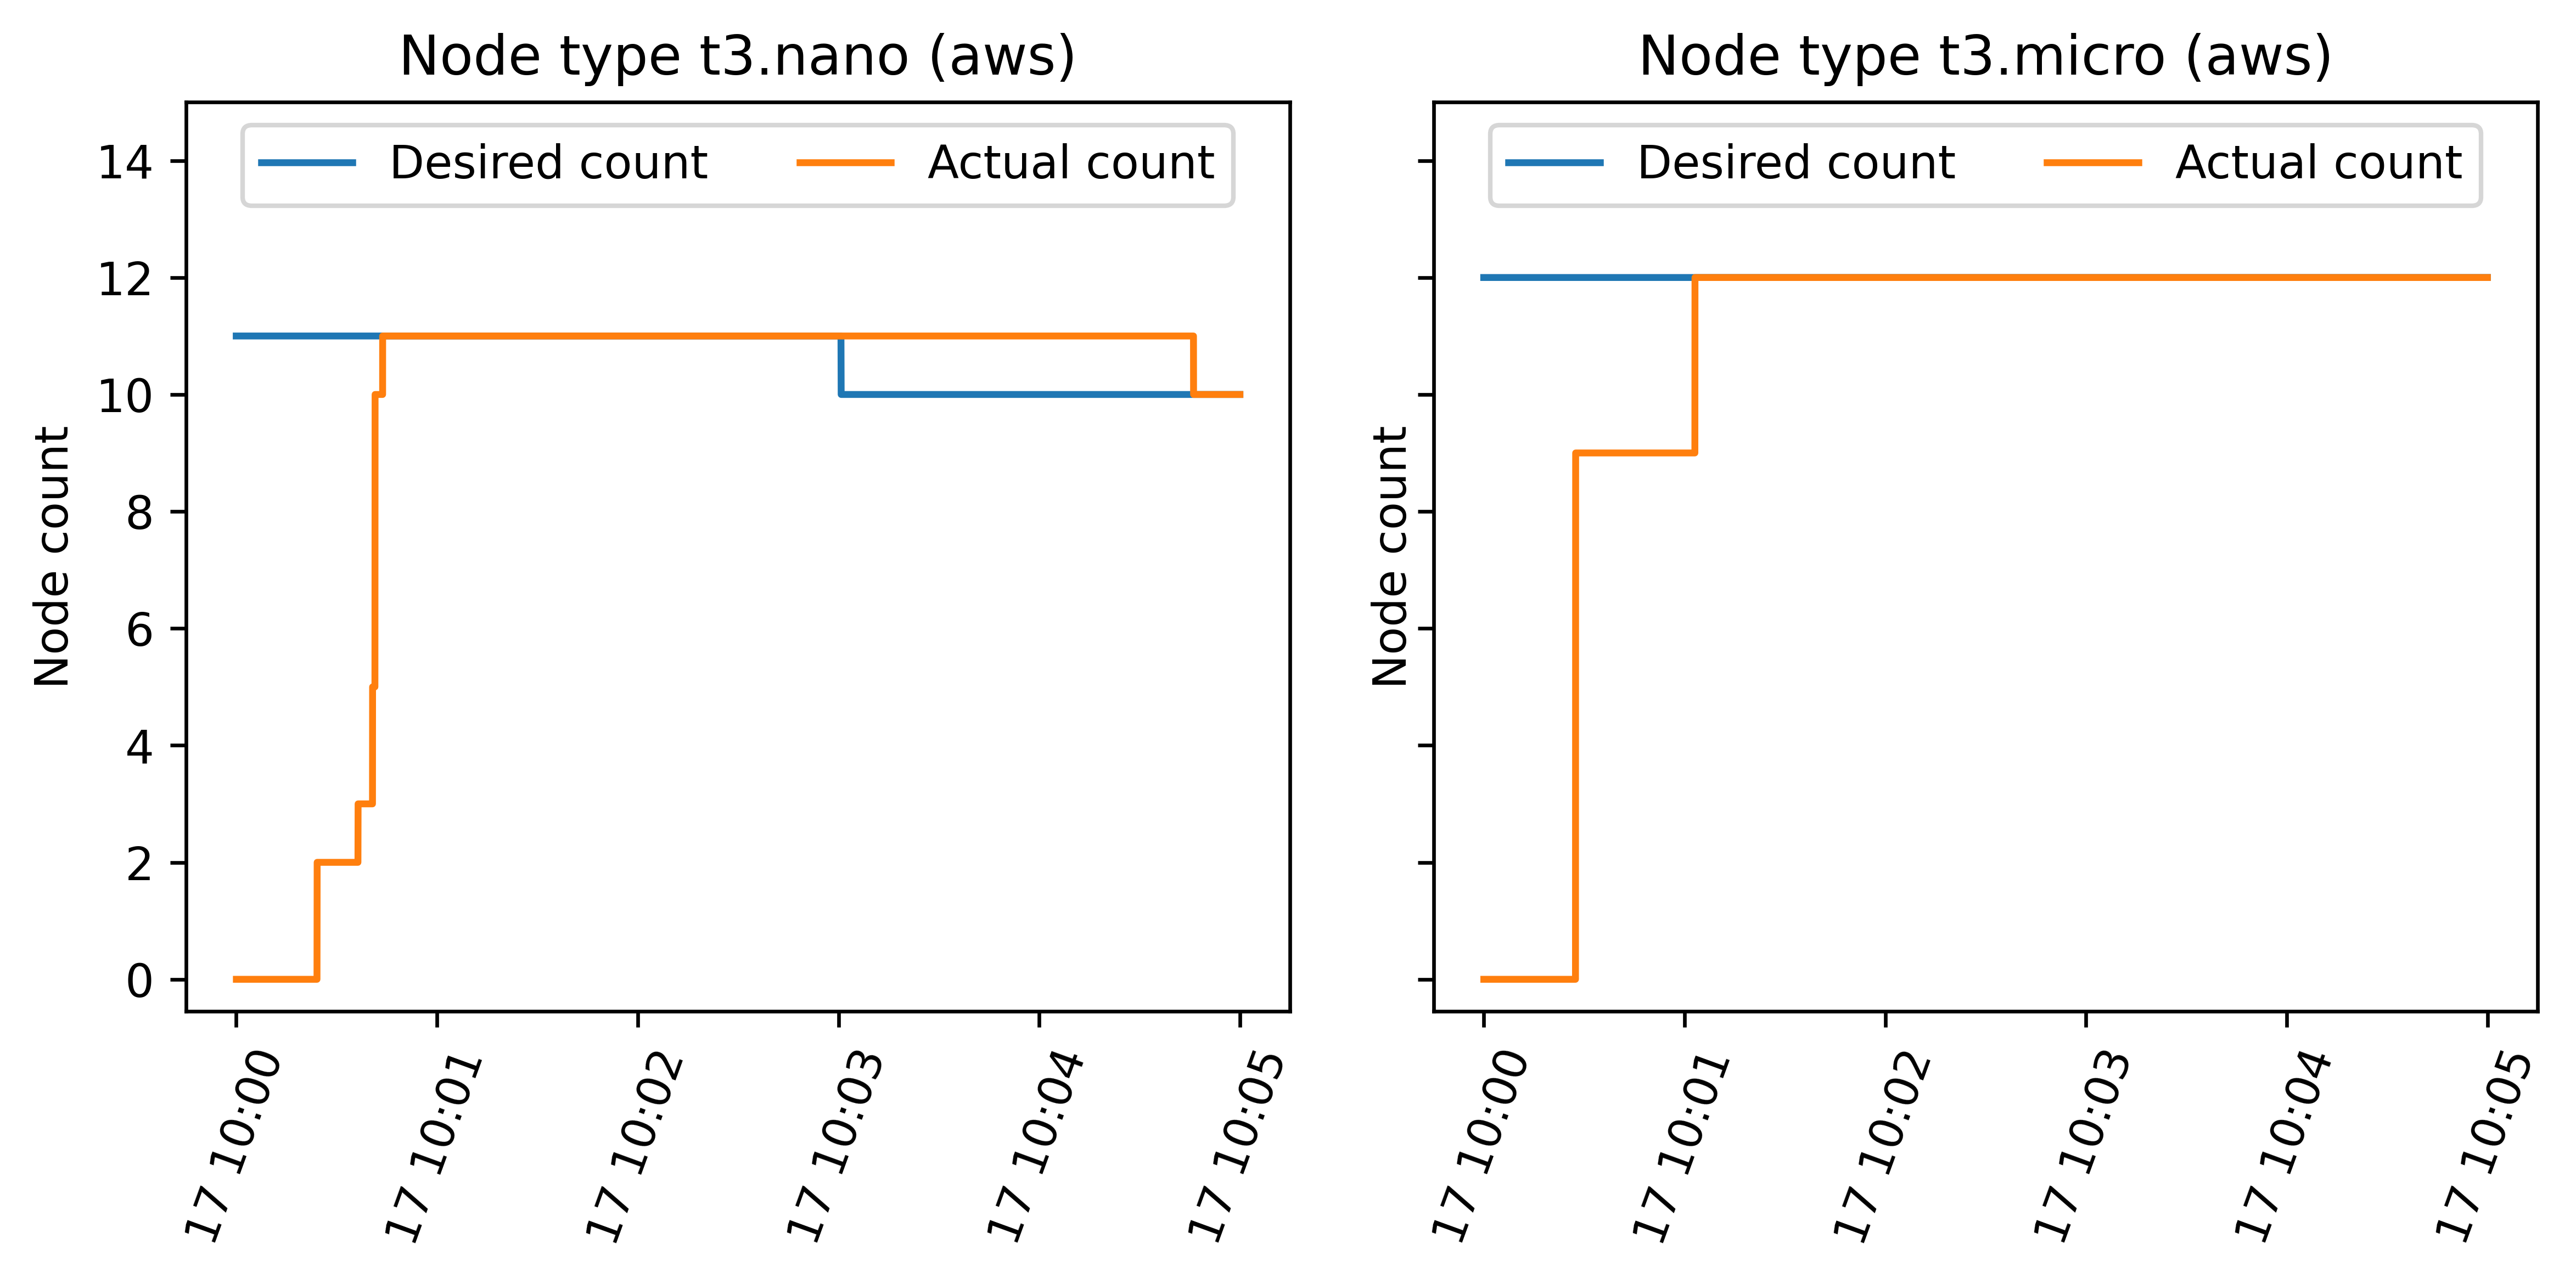 Node type t3.nano (aws)
Desired count
Actual count
Node count
14
12
10
8
6
4
2
0
17 10:00
17 10:01
17 10:02
17 10:03
17 10:04
17 10:05
Node type t3.micro (aws)
Desired count
Actual count
Node count
17 10:00
17 10:01
17 10:02
17 10:03
17 10:04
17 10:05